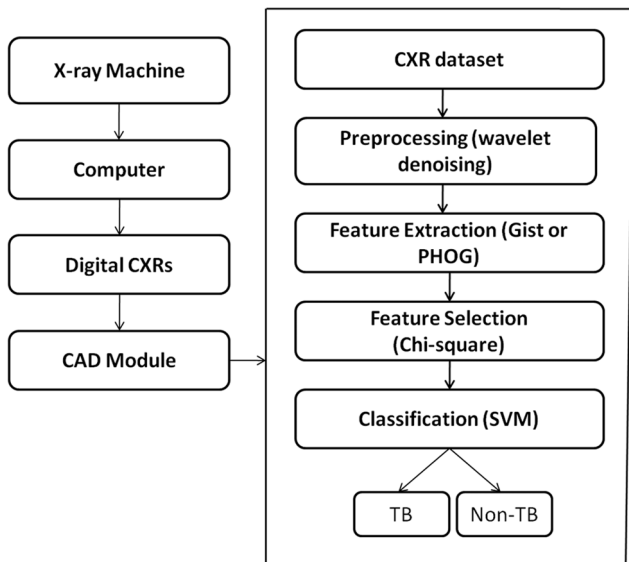 X-ray Machine
Computer
Digital CXRs
CAD Module
CXR dataset
Preprocessing (wavelet
denoising)
Feature Extraction (Gist or
PHOG)
Feature Selection
(Chi-square)
Classification (SVM)
TB
Non-TB